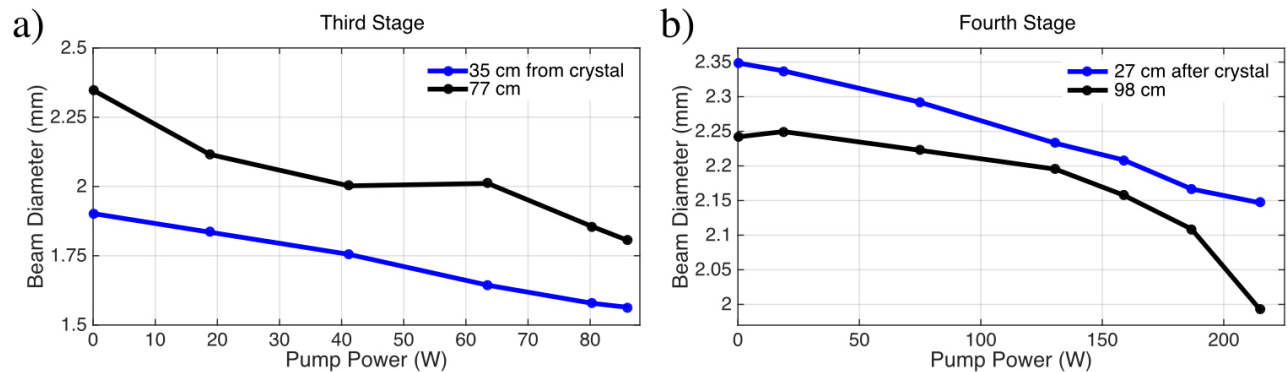 a)
Third Stage
Beam Diameter (mm)
2.5
2.25
2
1.75
1.5
35 cm from crystal
77 cm
0 10 20 30 40 50 60 70 80
Pump Power (W)
b)
Fourth Stage
Beam Diameter (mm)
2.35
2.3
2.25
2.2
2.15
2.1
2.05
2
27 cm after crystal
98 cm
0 50 100 150 200
Pump Power (W)